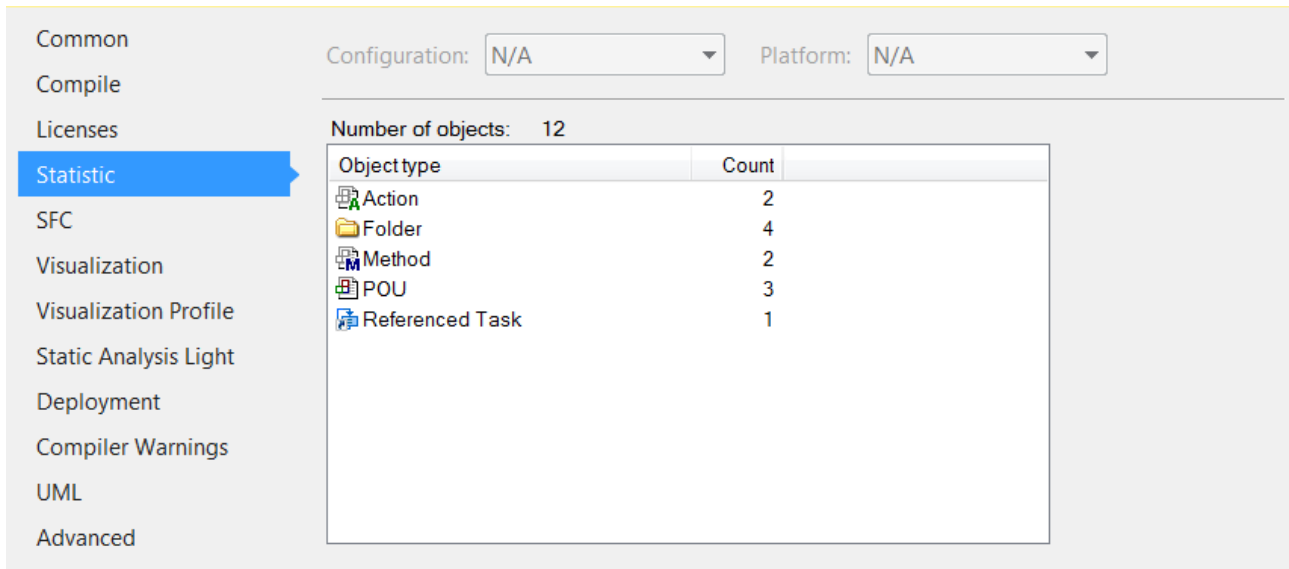 Common
Compile
Licenses
Statistic
SFC
Visualization
Visualization Profile
Static Analysis Light
Deployment
Compiler Warnings
UML
Advanced
Configuration: N/A Platform: N/A
Number of objects: 12
Object type Count
Action 2
Folder 4
Method 2
POU 3
Referenced Task 1